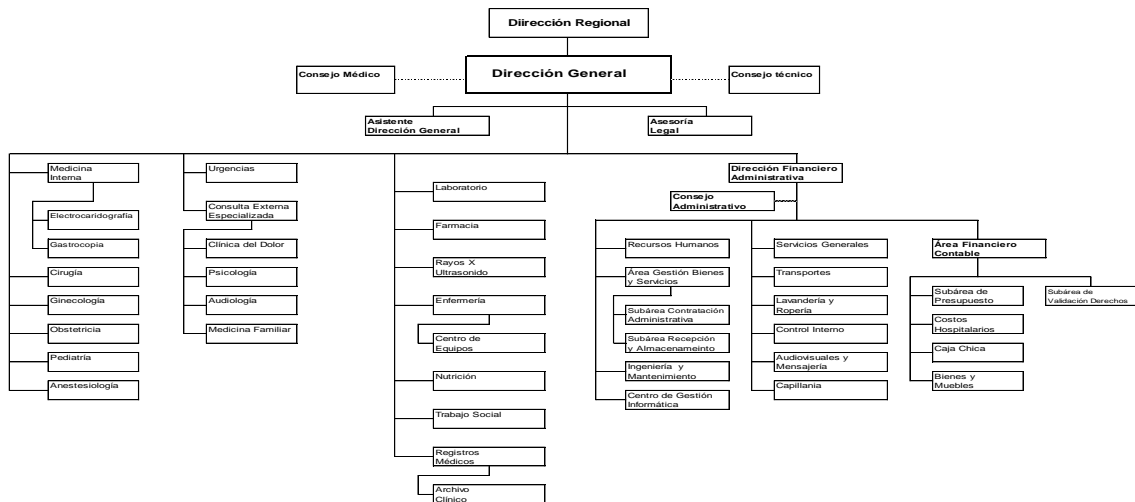 Diirección Regional
Dirección General
Consejo Médico
Consejo técnico
Asistente
Dirección General
Asesoría
Legal
Medicina
Interna
Electrocaridografía
Gastrocopia
Cirugía
Ginecología
Obstetricia
Pediatría
Anestesiología
Urgencias
Consulta Externa
Especializada
Clínica del Dolor
Psicología
Audiología
Medicina Familiar
Laboratorio
Farmacia
Rayos X
Ultrasonido
Enfermería
Centro de
Equipos
Nutrición
Trabajo Social
Registros
Médicos
Archivo
Clínico
Dirección Financiero
Administrativa
Consejo
Administrativo
Recursos Humanos
Área Gestión Bienes
y Servicios
Subárea Contratación
Administrativa
Subárea Recepción
y Almacenameinto
Ingeniería y
Mantenimiento
Centro de Gestión
Informática
Servicios Generales
Transportes
Lavandería y
Ropería
Control Interno
Audiovisuales y
Mensajería
Capillania
Área Financiero
Contable
Subárea de
Presupuesto
Costos
Hospitalarios
Caja Chica
Bienes y
Muebles
Subárea de
Validación Derechos